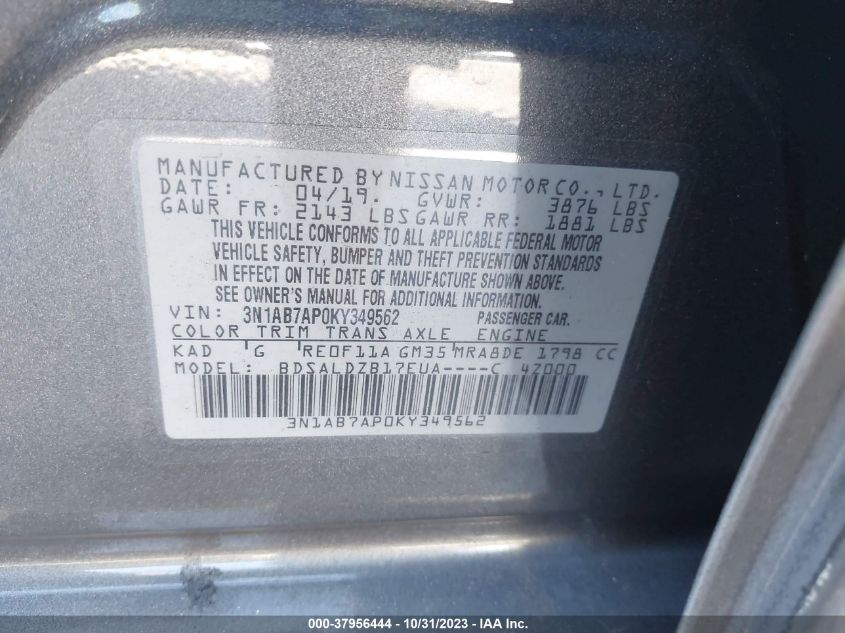 MANUFACTURED BY NISSAN MOTOR CO., LTD.
DATE: 04/19. GVWR: 3876 LBS
GAWR FR: 2143 LBS GAWR RR: 1881 LBS
THIS VEHICLE CONFORMS TO ALL APPLICABLE FEDERAL MOTOR
VEHICLE SAFETY, BUMPER AND THEFT PREVENTION STANDARDS
IN EFFECT ON THE DATE OF MANUFACTURE SHOWN ABOVE.
SEE OWNER'S MANUAL FOR ADDITIONAL INFORMATION.
VIN: 3N1AB7AP0KY349562 PASSENGER CAR.
COLOR TRIM TRANS AXLE ENGINE
KAD G RE0F11A GM35 MRA8DE 1798 CC
MODEL: BDSALDZB17EUA----C 4Z000
3N1AB7AP0KY349562
000-37956444 - 10/31/2023 - IAA Inc.